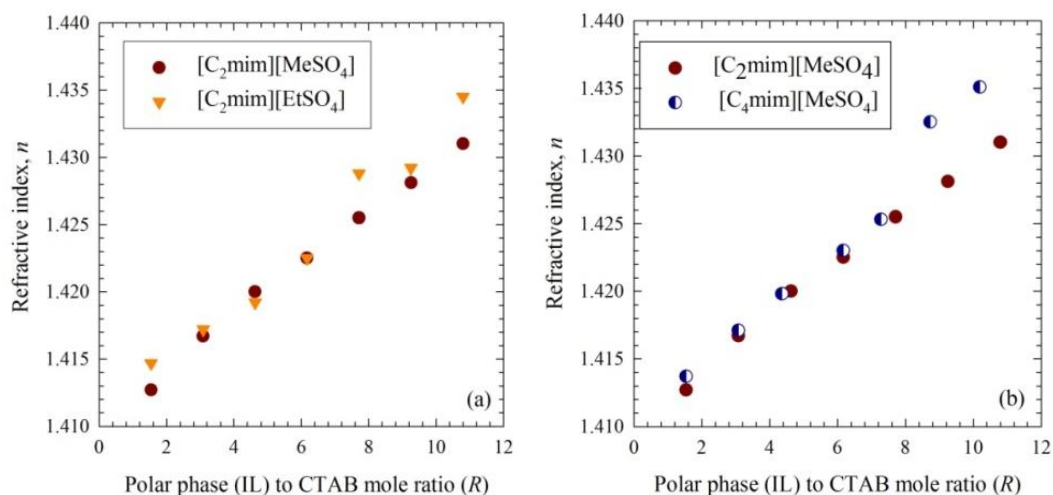 1.440
1.435
1.430
1.425
1.420
1.415
1.410
Refractive index, n
[C₂mim][MeSO₄]
[C₂mim][EtSO₄]
(a)
0 2 4 6 8 10 12
Polar phase (IL) to CTAB mole ratio (R)
1.440
1.435
1.430
1.425
1.420
1.415
1.410
Refractive index, n
[C₂mim][MeSO₄]
[C₄mim][MeSO₄]
(b)
0 2 4 6 8 10 12
Polar phase (IL) to CTAB mole ratio (R)